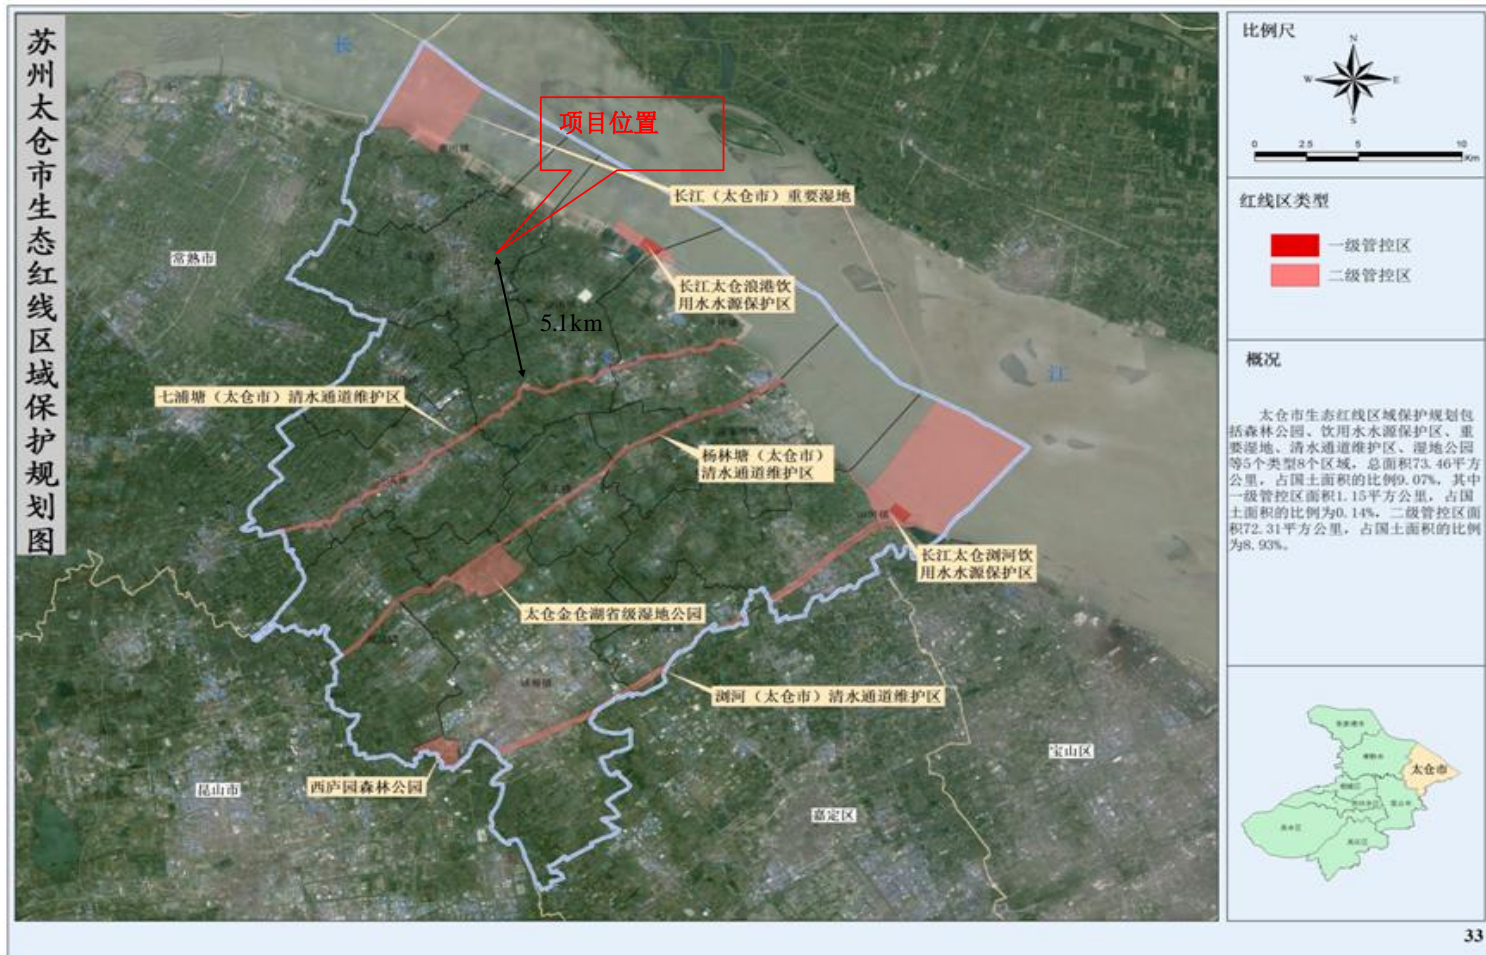 苏州太仓市生态红线区域保护规划图
长
项目位置
长江（太仓市）重要湿地
常熟市
长江太仓浪港饮
用水水源保护区
5.1km
江
七浦塘（太仓市）清水通道维护区
杨林塘（太仓市）
清水通道维护区
长江太仓浏河饮
用水水源保护区
太仓金仓湖省级湿地公园
浏河（太仓市）清水通道维护区
西庐园森林公园
昆山市
嘉定区
宝山区
比例尺
N
W
E
S
0
2.5
5
10
Km
红线区类型
一级管控区
二级管控区
概况
太仓市生态红线区域保护规划包
括森林公园、饮用水水源保护区、重
要湿地、清水通道维护区、湿地公园
等5个类型8个区域，总面积73.46平方
公里，占国土面积的比例9.07%，其中
一级管控区面积1.15平方公里，占国
土面积的比例为0.14%，二级管控区面
积72.31平方公里，占国土面积的比例
为8.93%。
太仓市
33